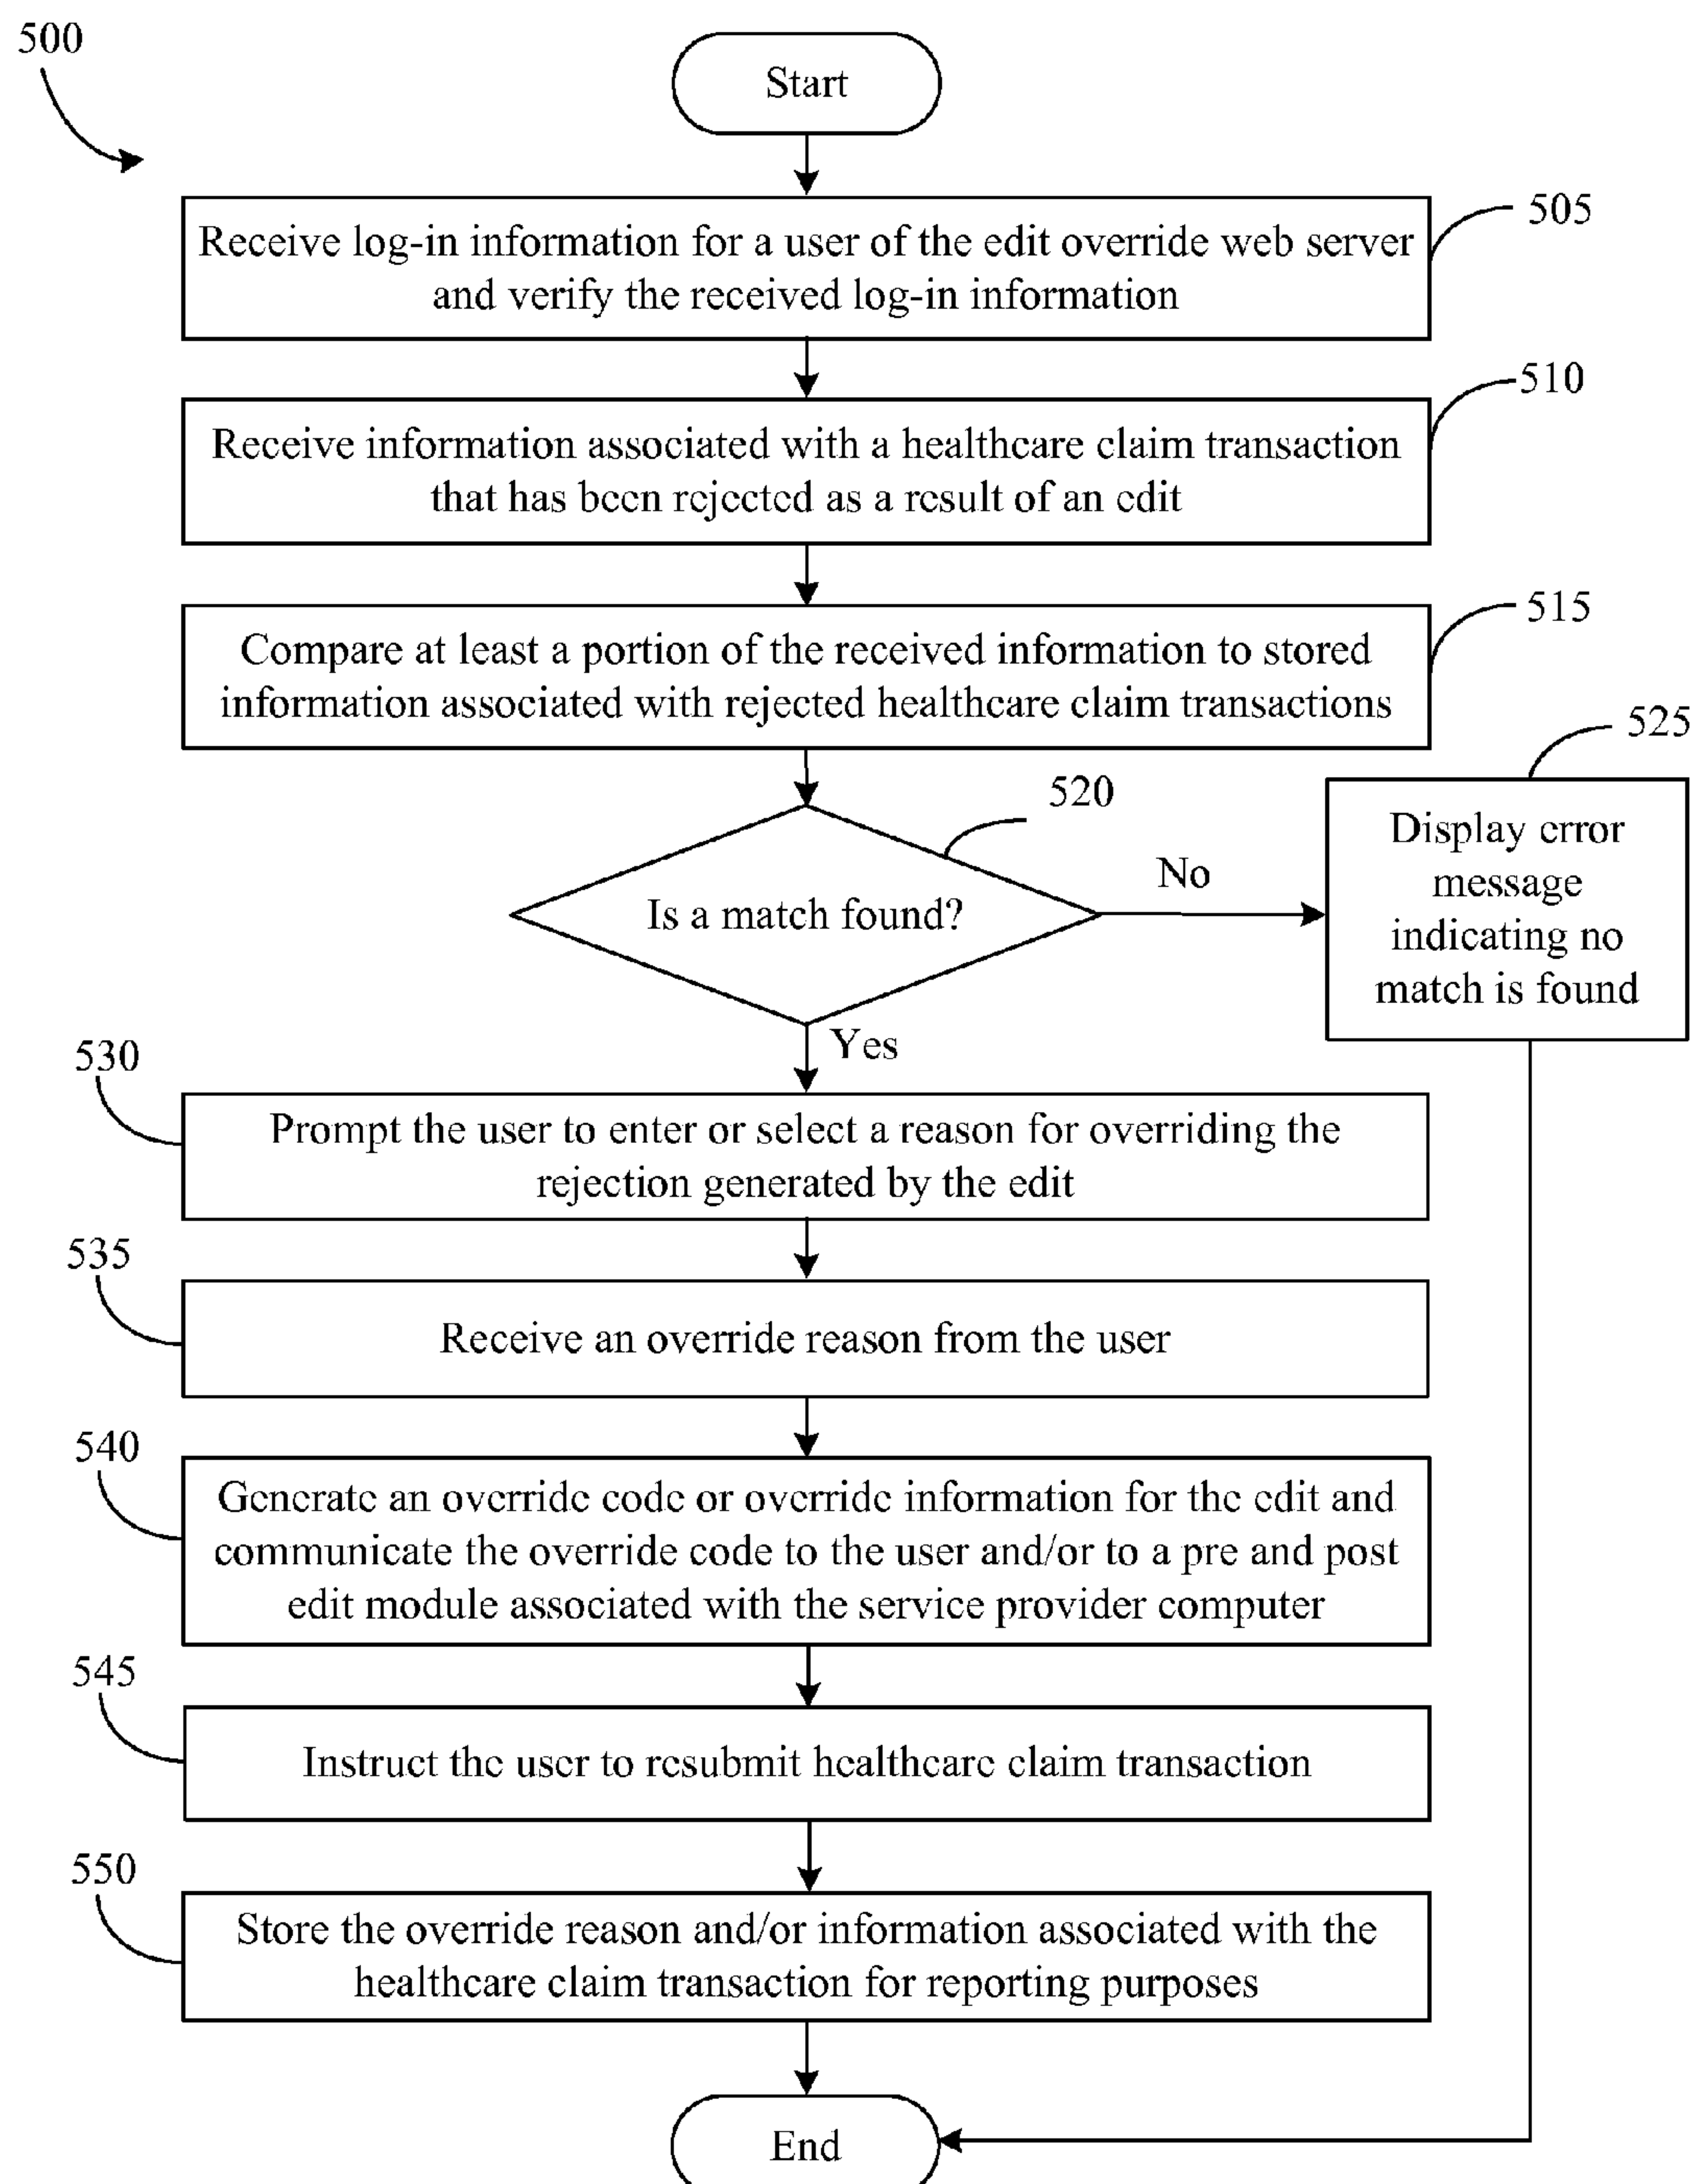 500
Start
505
Receive log-in information for a user of the edit override web server
and verify the received log-in information
510
Receive information associated with a healthcare claim transaction
that has been rejected as a result of an edit
515
Compare at least a portion of the received information to stored
information associated with rejected healthcare claim transactions
520
Is a match found?
No
525
Display error
message
indicating no
match is found
Yes
530
Prompt the user to enter or select a reason for overriding the
rejection generated by the edit
535
Receive an override reason from the user
540
Generate an override code or override information for the edit and
communicate the override code to the user and/or to a pre and post
edit module associated with the service provider computer
545
Instruct the user to resubmit healthcare claim transaction
550
Store the override reason and/or information associated with the
healthcare claim transaction for reporting purposes
End